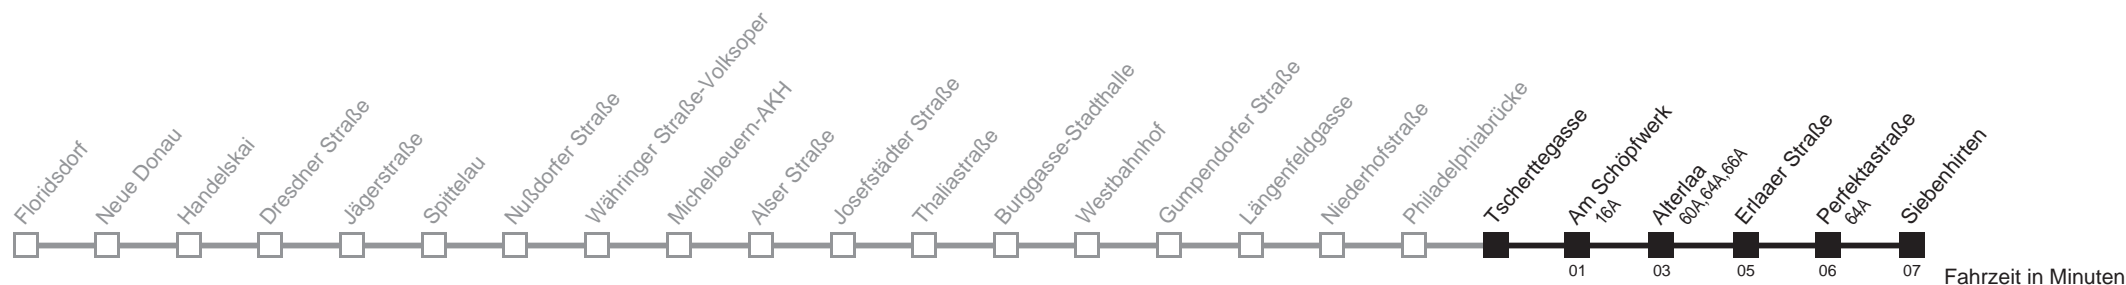 Floridsdorf
Neue Donau
Handelskai
Dresdner Straße
Jägerstraße
Spittelau
Nußdorfer Straße
Währinger Straße-Volksoper
Michelbeuern-AKH
Alser Straße
Josefstädter Straße
Thaliastraße
Burggasse-Stadthalle
Westbahnhof
Gumpendorfer Straße
Längenfeldgasse
Niederhofstraße
Philadelphiabrücke
Tscherttegasse
Am Schöpfwerk
16A
Alterlaa
60A,64A,66A
Erlaaer Straße
Perfektastraße
64A
Siebenhirten
01 03 05 06 07
Fahrzeit in Minuten